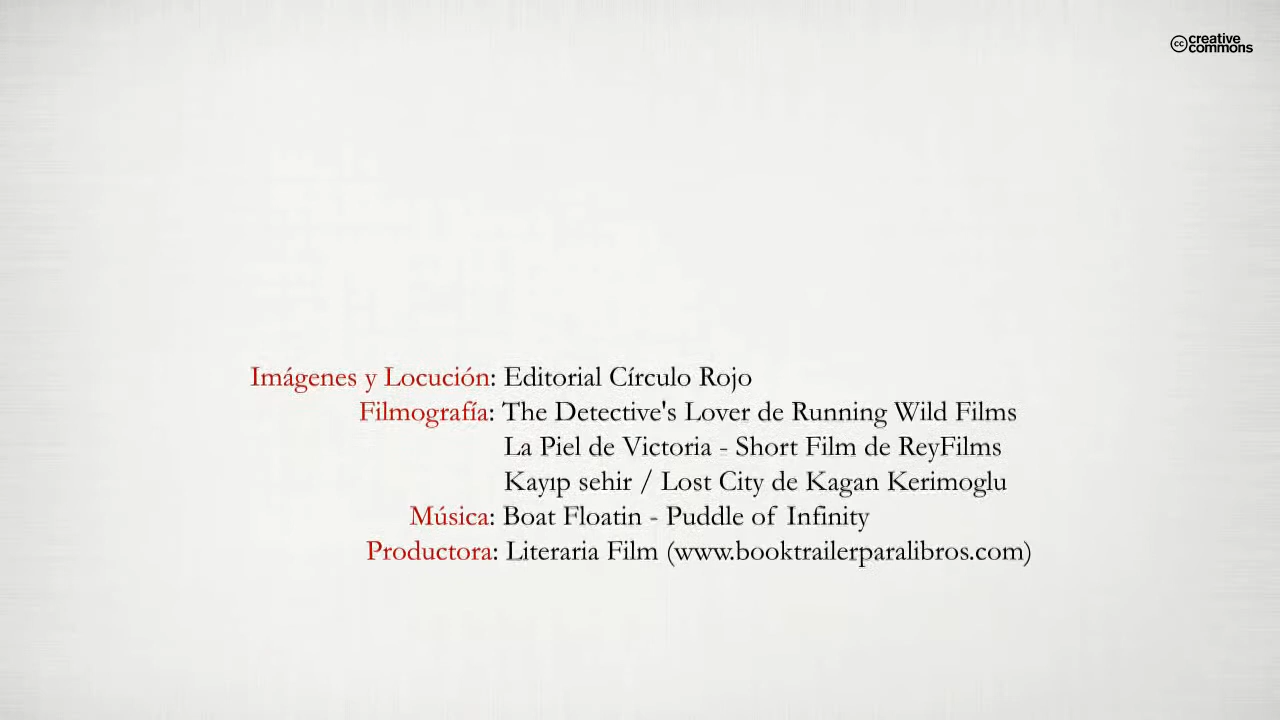 creative
commons
Imágenes y Locución: Editorial Círculo Rojo
Filmografía: The Detective's Lover de Running Wild Films
La Piel de Victoria - Short Film de ReyFilms
Kayıp sehir / Lost City de Kagan Kerimoglu
Música: Boat Floatin - Puddle of Infinity
Productora: Literaria Film (www.booktrailerparalibros.com)